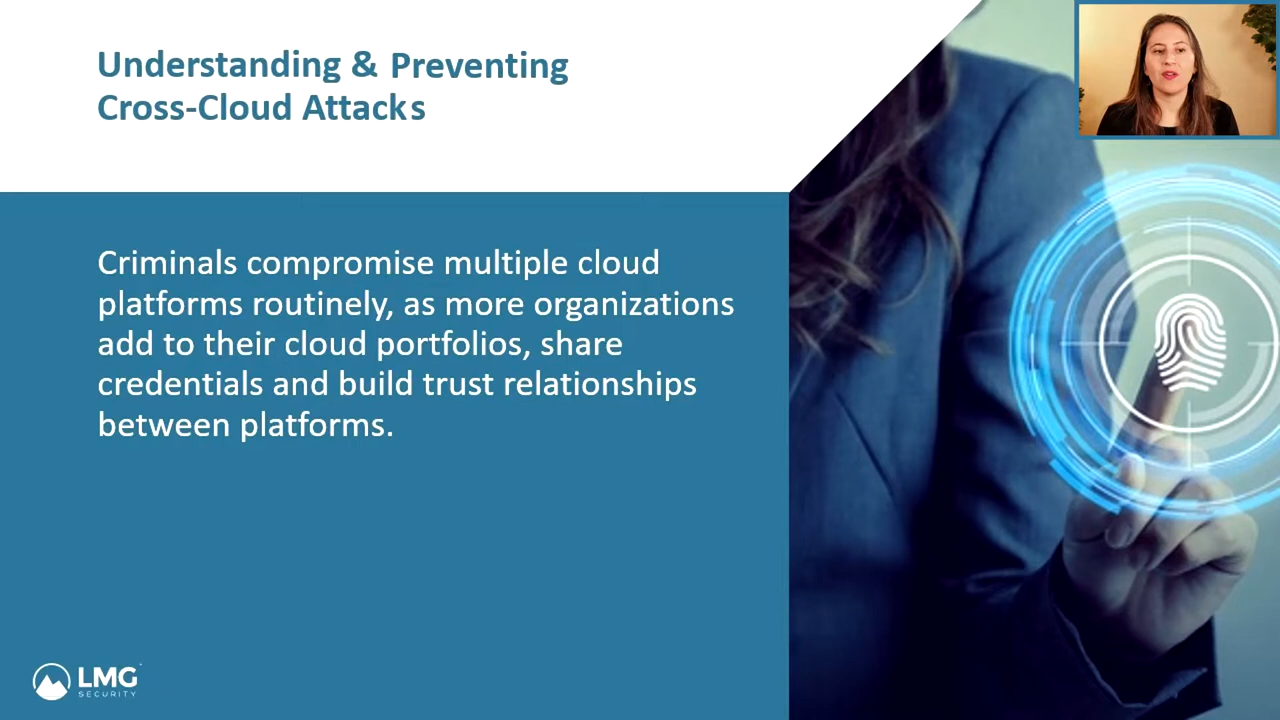 Understanding & Preventing
Cross-Cloud Attacks
Criminals compromise multiple cloud
platforms routinely, as more organizations
add to their cloud portfolios, share
credentials and build trust relationships
between platforms.
LMG
SECURITY